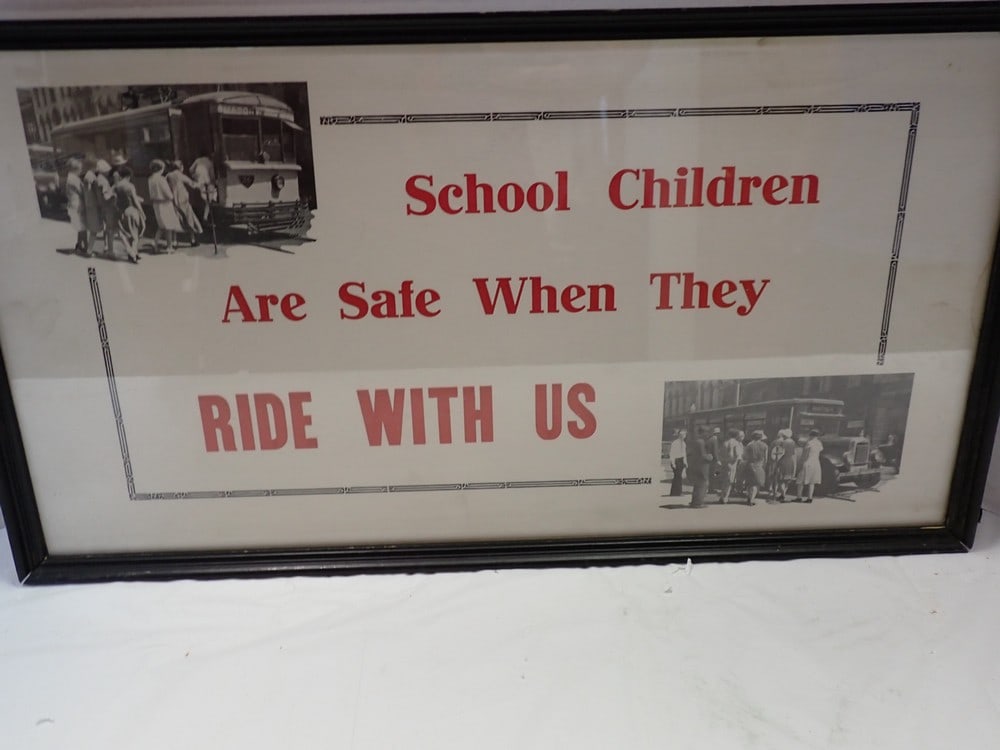 School Children
Are Safe When They
RIDE WITH US